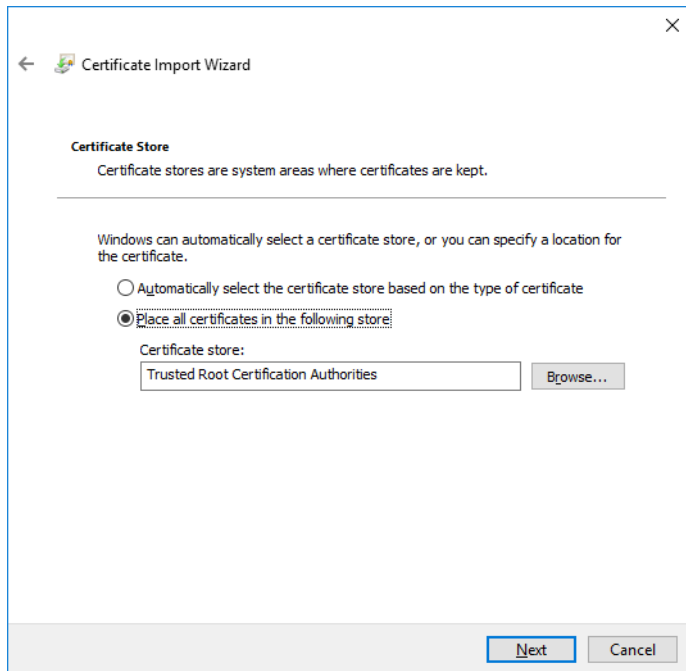 Certificate Import Wizard
Certificate Store
Certificate stores are system areas where certificates are kept.
Windows can automatically select a certificate store, or you can specify a location for
the certificate.
Automatically select the certificate store based on the type of certificate
Place all certificates in the following store
Certificate store:
Trusted Root Certification Authorities
Browse...
Next
Cancel